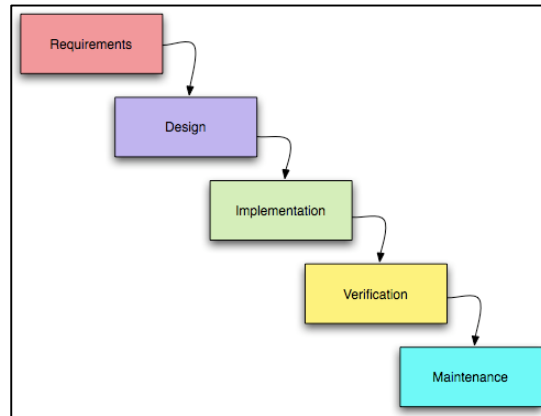 Requirements
Design
Implementation
Verification
Maintenance